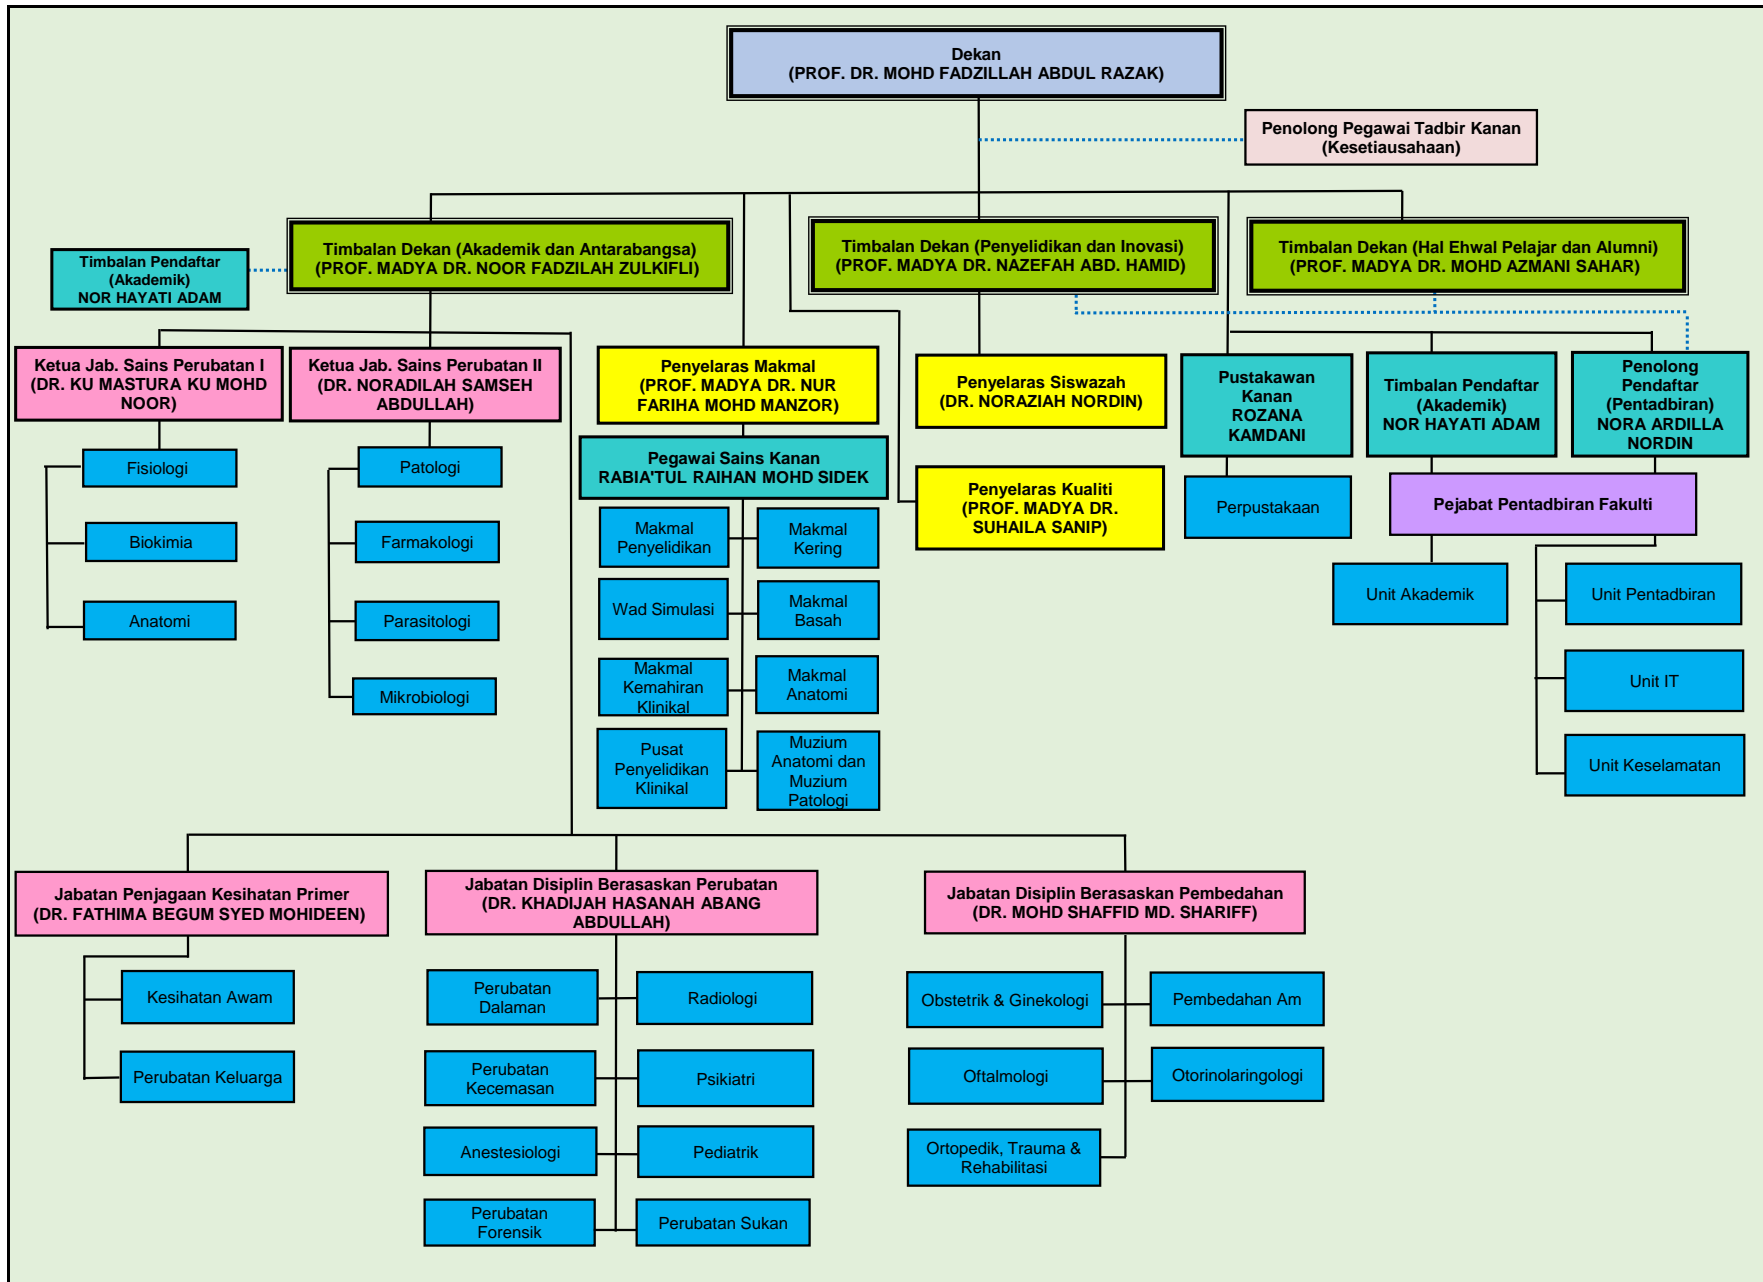 Dekan
(PROF. DR. MOHD FADZILLAH ABDUL RAZAK)
Penolong Pegawai Tadbir Kanan
(Kesetiausahaan)
Timbalan Pendaftar
(Akademik)
NOR HAYATI ADAM
Timbalan Dekan (Akademik dan Antarabangsa)
(PROF. MADYA DR. NOOR FADZILAH ZULKIFLI)
Timbalan Dekan (Penyelidikan dan Inovasi)
(PROF. MADYA DR. NAZEFAH ABD. HAMID)
Timbalan Dekan (Hal Ehwal Pelajar dan Alumni)
(PROF. MADYA DR. MOHD AZMANI SAHAR)
Ketua Jab. Sains Perubatan I
(DR. KU MASTURA KU MOHD
NOOR)
Ketua Jab. Sains Perubatan II
(DR. NORADILAH SAMSEH
ABDULLAH)
Penyelaras Makmal
(PROF. MADYA DR. NUR
FARIHA MOHD MANZOR)
Penyelaras Siswazah
(DR. NORAZIAH NORDIN)
Pustakawan
Kanan
ROZANA
KAMDANI
Timbalan Pendaftar
(Akademik)
NOR HAYATI ADAM
Penolong
Pendaftar
(Pentadbiran)
NORA ARDILLA
NORDIN
Fisiologi
Biokimia
Anatomi
Patologi
Farmakologi
Parasitologi
Mikrobiologi
Pegawai Sains Kanan
RABIA'TUL RAIHAN MOHD SIDEK
Makmal
Penyelidikan
Makmal
Kering
Wad Simulasi
Makmal
Basah
Makmal
Kemahiran
Klinikal
Makmal
Anatomi
Pusat
Penyelidikan
Klinikal
Muzium
Anatomi dan
Muzium
Patologi
Penyelaras Kualiti
(PROF. MADYA DR.
SUHAILA SANIP)
Perpustakaan
Pejabat Pentadbiran Fakulti
Unit Akademik
Unit Pentadbiran
Unit IT
Unit Keselamatan
Jabatan Penjagaan Kesihatan Primer
(DR. FATHIMA BEGUM SYED MOHIDEEN)
Jabatan Disiplin Berasaskan Perubatan
(DR. KHADIJAH HASANAH ABANG
ABDULLAH)
Jabatan Disiplin Berasaskan Pembedahan
(DR. MOHD SHAFFID MD. SHARIFF)
Kesihatan Awam
Perubatan Keluarga
Perubatan
Dalaman
Radiologi
Perubatan
Kecemasan
Psikiatri
Anestesiologi
Pediatrik
Perubatan
Forensik
Perubatan Sukan
Obstetrik & Ginekologi
Pembedahan Am
Oftalmologi
Otorinolaringologi
Ortopedik, Trauma &
Rehabilitasi